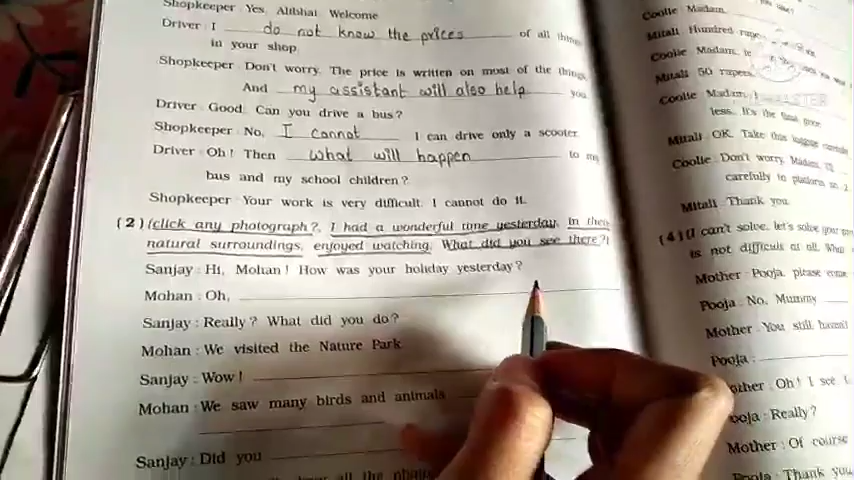 Shopkeeper : Yes, Alibhai Welcome
Driver : I do not know the prices of all things
in your shop
Shopkeeper : Don't worry. The price is written on most of the things.
And my assistant will also help you
Driver : Good. Can you drive a bus?
Shopkeeper : No, I cannot I can drive only a scooter
Driver : Oh! Then what will happen to my
bus and my school children?
Shopkeeper : Your work is very difficult. I cannot do it.
(2) (click any photograph?, I had a wonderful time yesterday, in their
natural surroundings, enjoyed watching, What did you see there?)
Sanjay : Hi, Mohan! How was your holiday yesterday?
Mohan : Oh,
Sanjay : Really? What did you do?
Mohan : We visited the Nature Park
Sanjay : Wow!
Mohan : We saw many birds and animals
Sanjay : Did you
all the
Coolie : Madam,
Mitali : Hundred
Coolie : Madam,
Mitali : 50 rupees
Coolie : Madam,
less. It's the
Mitali : OK. Take this luggage carefully
Coolie : Don't worry, Madam. I'll
carefully to platform no 2
Mitali : Thank you
(4) (I can't solve, let's solve
is not difficult at all, What
Mother : Pooja, please come
Pooja : No, Mummy
Mother : You still haven't
Pooja :
Mother : Oh! I see
Pooja : Really?
Mother : Of course
Pooja : Thank you